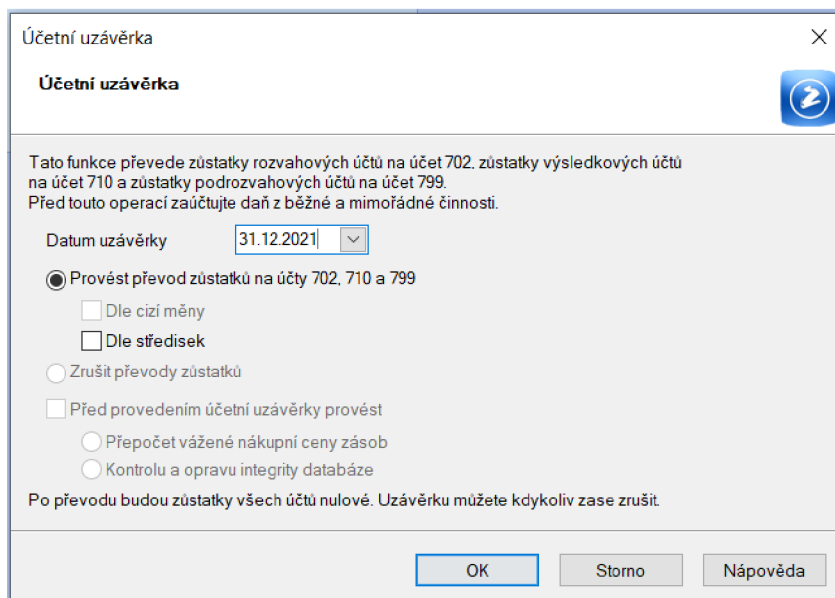 Účetní uzávěrka
Účetní uzávěrka
Tato funkce převede zůstatky rozvahových účtů na účet 702, zůstatky výsledkových účtů
na účet 710 a zůstatky podrozvahových účtů na účet 799.
Před touto operací zaúčtujte daň z běžné a mimořádné činnosti.
Datum uzávěrky 31.12.2021
Provést převod zůstatků na účty 702, 710 a 799
Dle cizí měny
Dle středisek
Zrušit převody zůstatků
Před provedením účetní uzávěrky provést
Přepočet vážené nákupní ceny zásob
Kontrolu a opravu integrity databáze
Po převodu budou zůstatky všech účtů nulové. Uzávěrku můžete kdykoliv zase zrušit.
OK Storno Nápověda